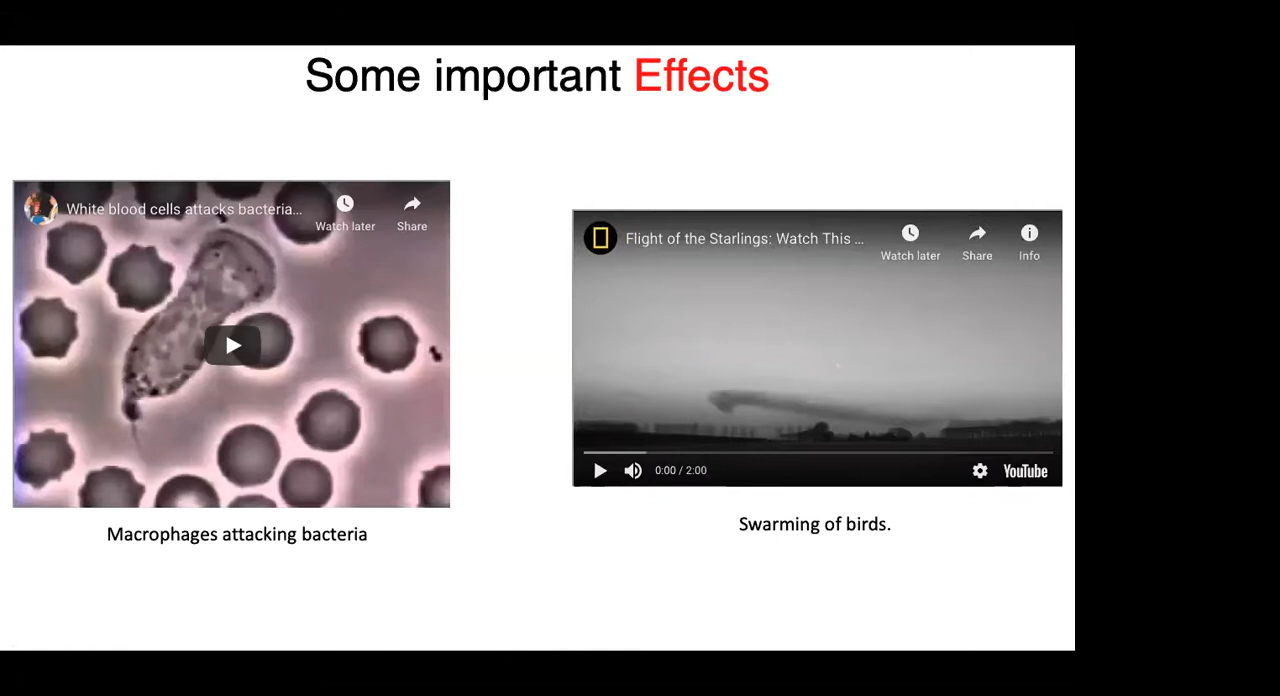 Some important Effects
White blood cells attacks bacteria...
Watch later
Share
Macrophages attacking bacteria
Flight of the Starlings: Watch This ...
Watch later
Share
Info
0:00 / 2:00
YouTube
Swarming of birds.